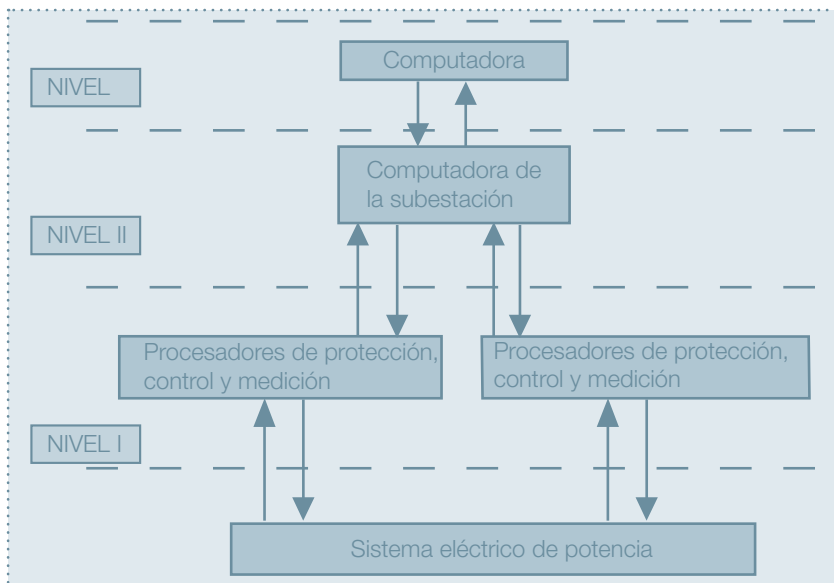 Computadora
NIVEL
Computadora de
la subestación
NIVEL II
Procesadores de protección,
control y medición
Procesadores de protección,
control y medición
NIVEL I
Sistema eléctrico de potencia